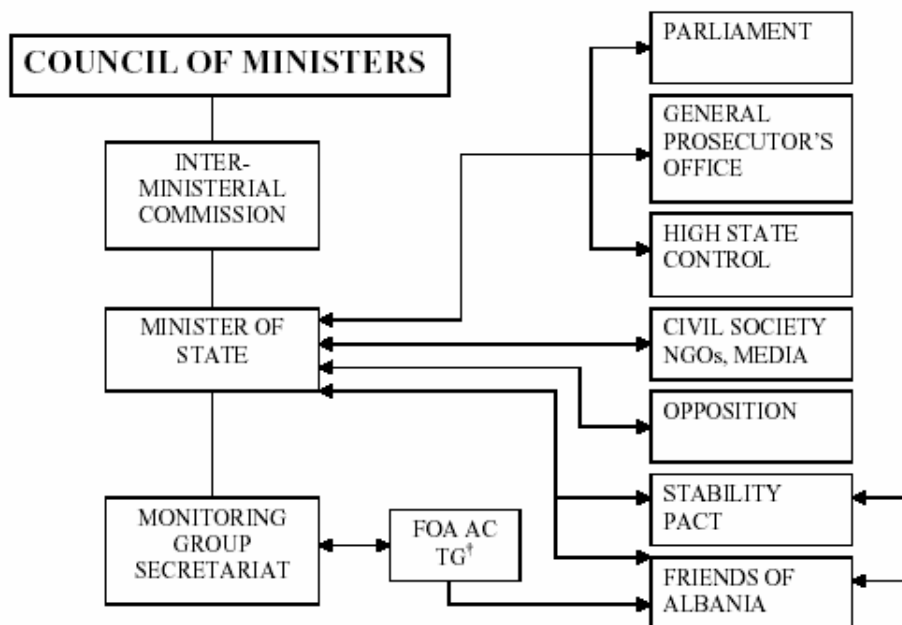 COUNCIL OF MINISTERS
INTER-
MINISTERIAL
COMMISSION
MINISTER OF
STATE
MONITORING
GROUP
SECRETARIAT
FOA AC
TG†
PARLIAMENT
GENERAL
PROSECUTOR'S
OFFICE
HIGH STATE
CONTROL
CIVIL SOCIETY
NGOs, MEDIA
OPPOSITION
STABILITY
PACT
FRIENDS OF
ALBANIA